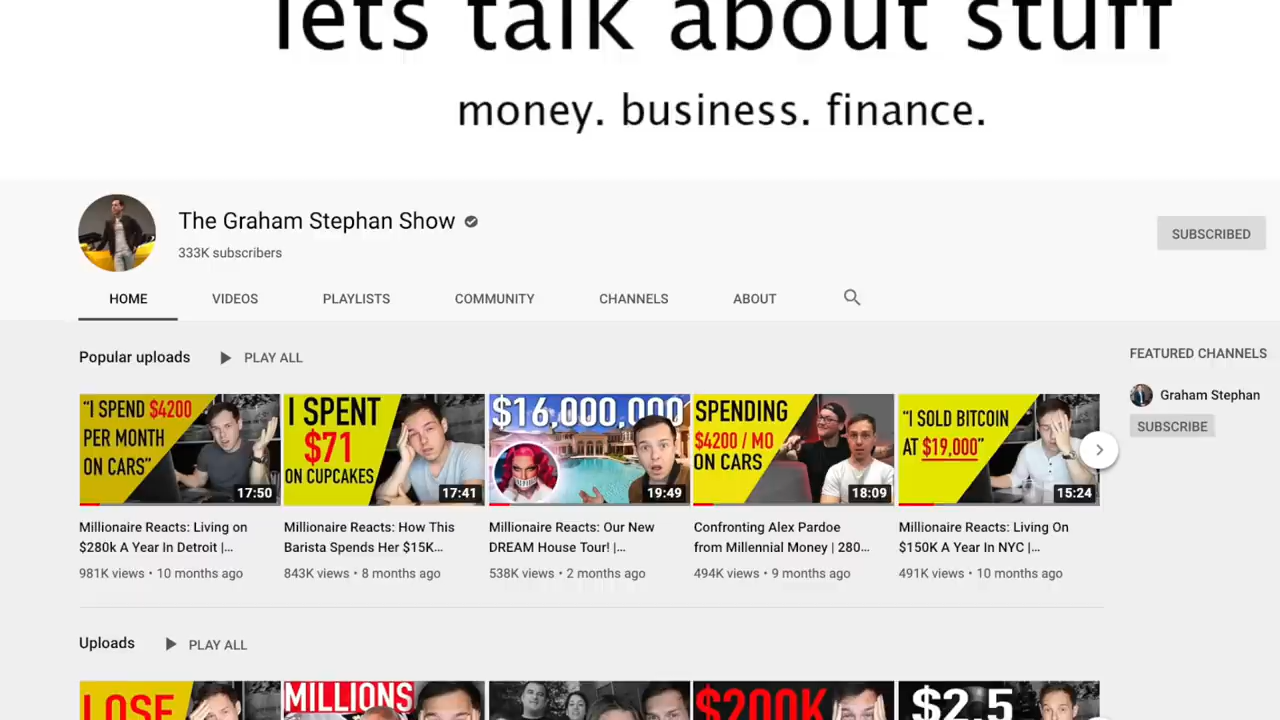 lets talk about stuff
money. business. finance.
The Graham Stephan Show
333K subscribers
SUBSCRIBED
HOME
VIDEOS
PLAYLISTS
COMMUNITY
CHANNELS
ABOUT
Popular uploads
PLAY ALL
FEATURED CHANNELS
Graham Stephan
SUBSCRIBE
"I SPEND $4200
PER MONTH
ON CARS"
17:50
I SPENT
$71
ON CUPCAKES
17:41
$16,000,000
19:49
SPENDING
$4200 / MO
ON CARS
18:09
"I SOLD BITCOIN
AT $19,000"
15:24
Millionaire Reacts: Living on
$280k A Year In Detroit |...
981K views • 10 months ago
Millionaire Reacts: How This
Barista Spends Her $15K...
843K views • 8 months ago
Millionaire Reacts: Our New
DREAM House Tour! |...
538K views • 2 months ago
Confronting Alex Pardoe
from Millennial Money | 280...
494K views • 9 months ago
Millionaire Reacts: Living On
$150K A Year In NYC |...
491K views • 10 months ago
Uploads
PLAY ALL
LOSE
MILLIONS
$200K
$2.5